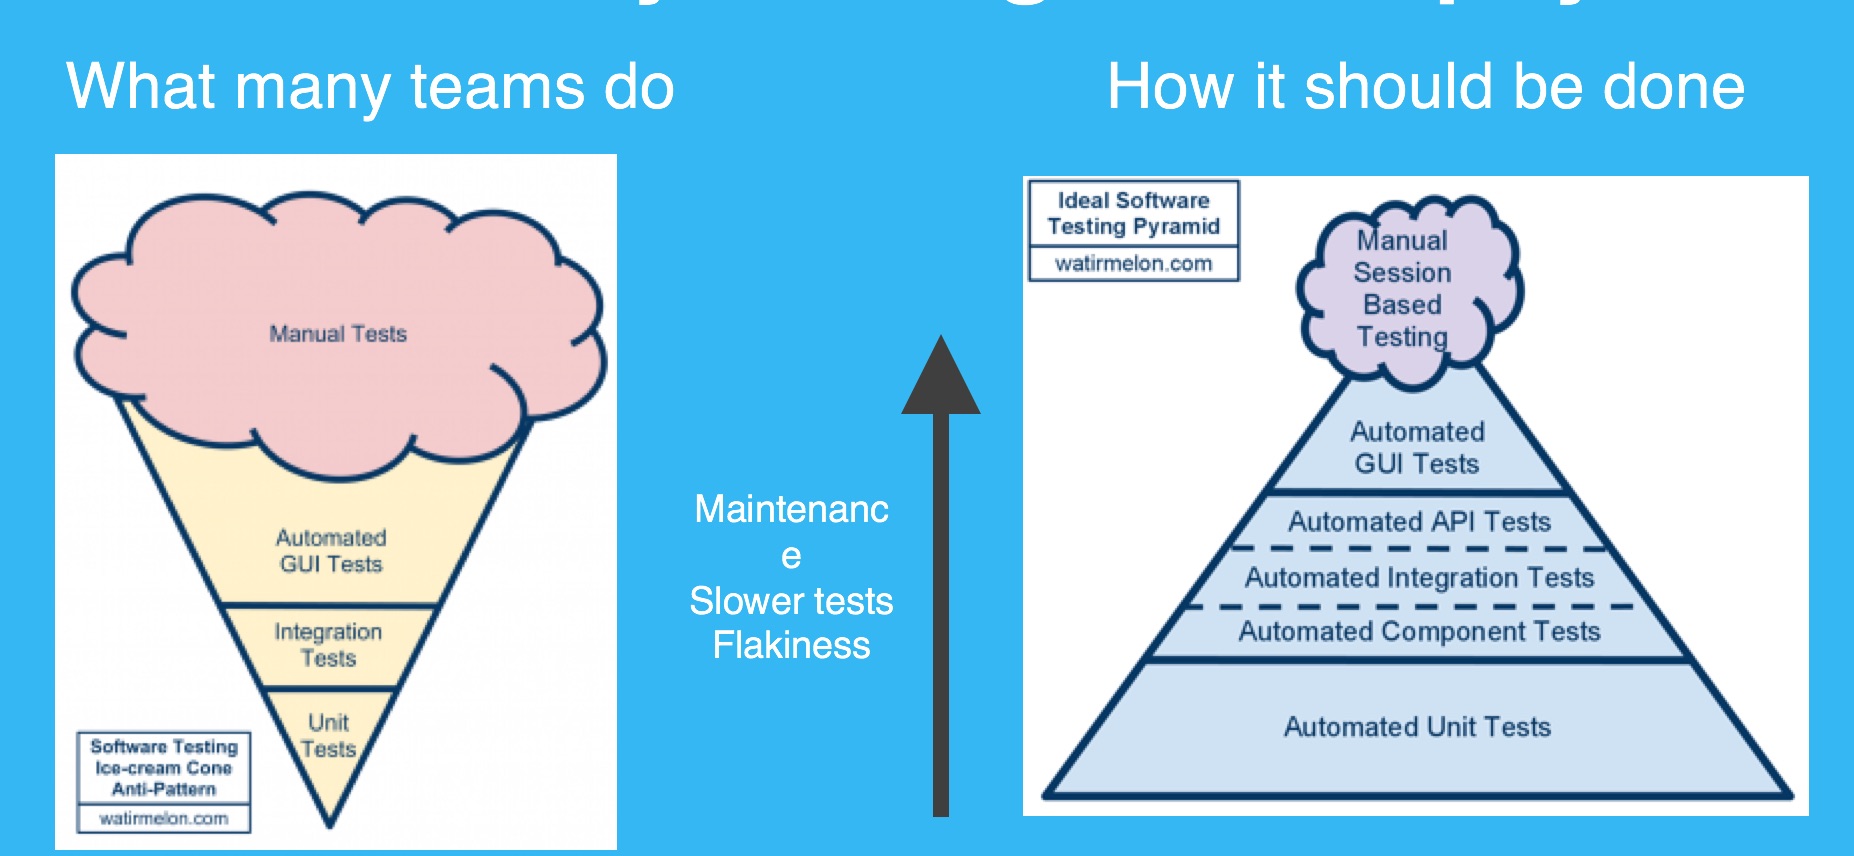 What many teams do
How it should be done
Manual Tests
Automated
GUI Tests
Integration
Tests
Unit
Tests
Software Testing
Ice-cream Cone
Anti-Pattern
watirmelon.com
Maintenanc
e
Slower tests
Flakiness
Ideal Software
Testing Pyramid
watirmelon.com
Manual
Session
Based
Testing
Automated
GUI Tests
Automated API Tests
Automated Integration Tests
Automated Component Tests
Automated Unit Tests